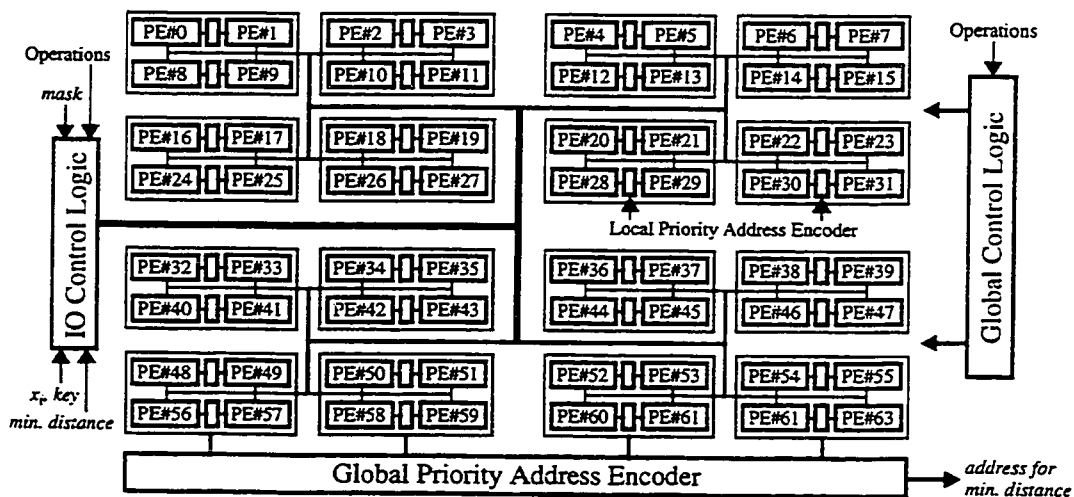 PE#0 PE#1 PE#2 PE#3 PE#4 PE#5 PE#6 PE#7
Operations
Operations
PE#8 PE#9 PE#10 PE#11 PE#12 PE#13 PE#14 PE#15
mask
PE#16 PE#17 PE#18 PE#19 PE#20 PE#21 PE#22 PE#23
PE#24 PE#25 PE#26 PE#27 PE#28 PE#29 PE#30 PE#31
Local Priority Address Encoder
IO Control Logic
Global Control Logic
PE#32 PE#33 PE#34 PE#35 PE#36 PE#37 PE#38 PE#39
PE#40 PE#41 PE#42 PE#43 PE#44 PE#45 PE#46 PE#47
PE#48 PE#49 PE#50 PE#51 PE#52 PE#53 PE#54 PE#55
xᵢ, key
min. distance
PE#56 PE#57 PE#58 PE#59 PE#60 PE#61 PE#61 PE#63
Global Priority Address Encoder
address for
min. distance